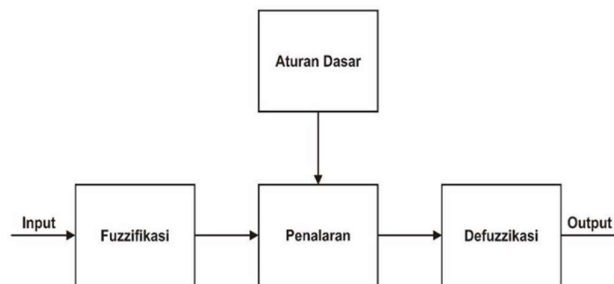 Aturan Dasar
Input
Fuzzifikasi
Penalaran
Defuzzikasi
Output